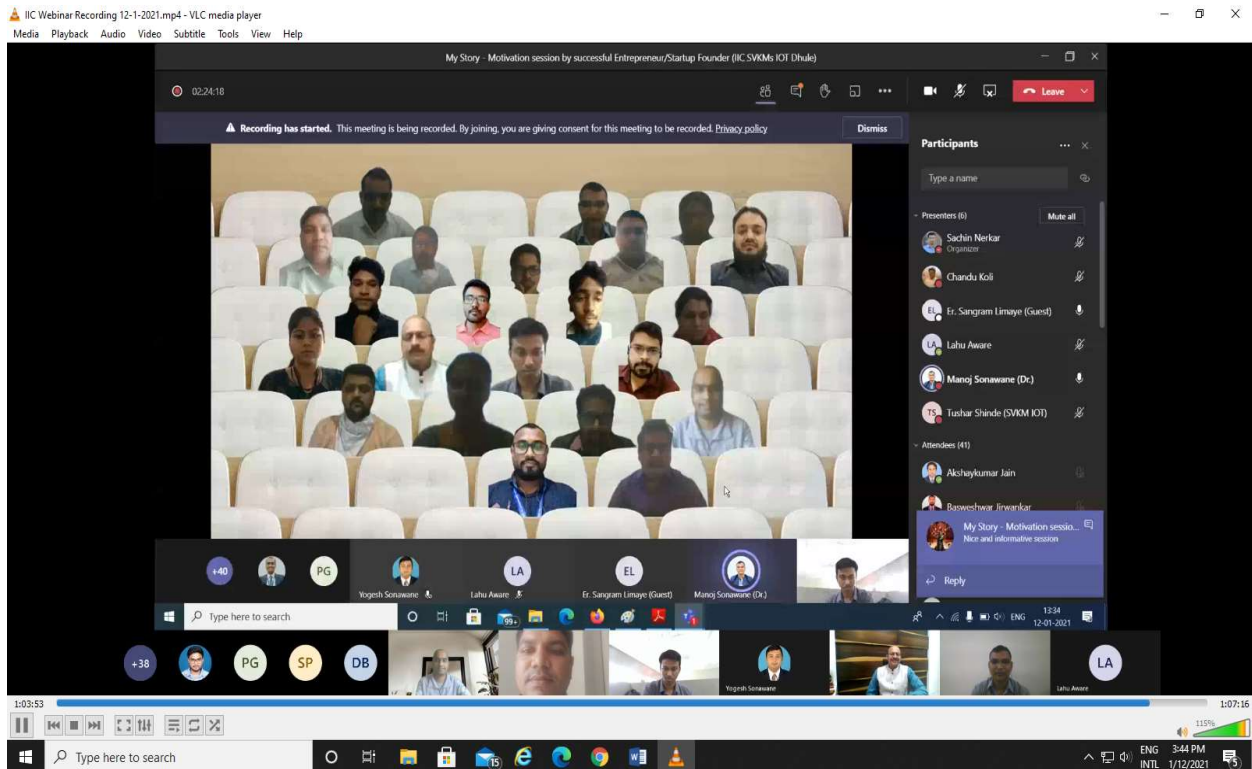 IIC Webinar Recording 12-1-2021.mp4 - VLC media player
Media Playback Audio Video Subtitle Tools View Help
My Story - Motivation session by successful Entrepreneur/Startup Founder (IIC SVKMs IOT Dhule)
02:24:18
Leave
Recording has started. This meeting is being recorded. By joining, you are giving consent for this meeting to be recorded. Privacy policy
Dismiss
Participants
Type a name
Presenters (6)
Mute all
Sachin Nerkar
Organizer
Chandu Koli
EL
Er. Sangram Limaye (Guest)
LA
Lahu Aware
Manoj Sonawane (Dr.)
TS
Tushar Shinde (SVKM IOT)
Attendees (41)
Akshaykumar Jain
Basweshwar Jirwankar
My Story - Motivation sessio...
Nice and informative session
Reply
+40
PG
Yogesh Sonawane
LA
Lahu Aware
EL
Er. Sangram Limaye (Guest)
Manoj Sonawane (Dr.)
Type here to search
99+
ENG
13:34
12-01-2021
+38
PG
SP
DB
Yogesh Sonawane
LA
Lahu Aware
1:03:53
1:07:16
115%
Type here to search
15
ENG
INTL
3:44 PM
1/12/2021
5